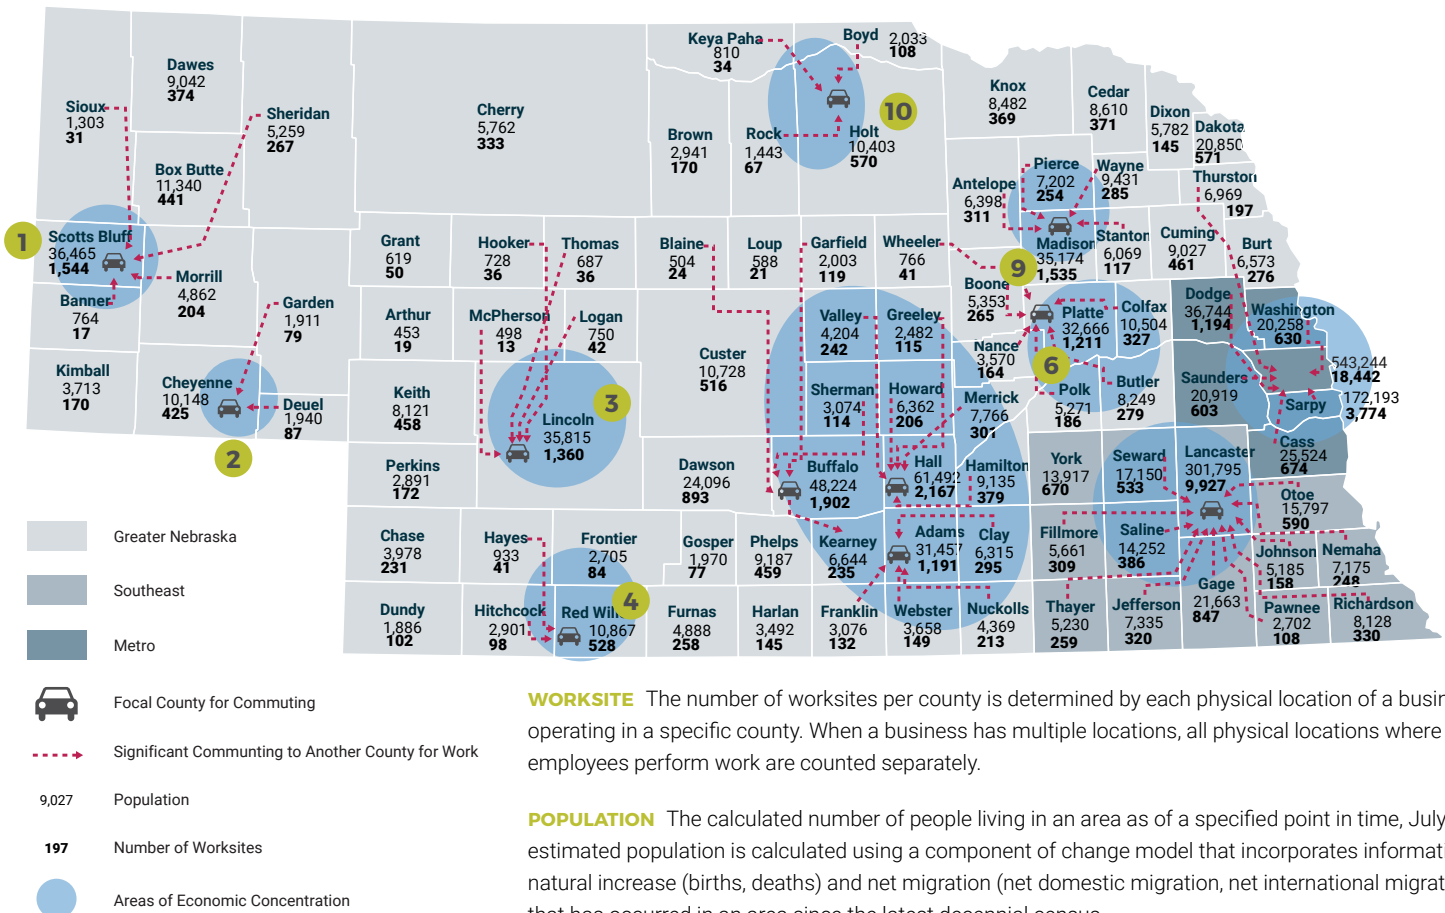 Keya Paha
810
34
Boyd
2,033
108
Dawes
9,042
374
Sioux
1,303
31
Sheridan
5,259
267
Cherry
5,762
333
Brown
2,941
170
Rock
1,443
67
Holt
10,403
570
10
Knox
8,482
369
Cedar
8,610
371
Dixon
5,782
145
Dakota
20,850
571
Box Butte
11,340
441
Antelope
6,398
311
Pierce
7,202
254
Wayne
9,431
285
Thurston
6,969
197
1
Scotts Bluff
36,465
1,544
Morrill
4,862
204
Banner
764
17
Garden
1,911
79
Grant
619
50
Hooker
728
36
Thomas
687
36
Blaine
504
24
Loup
588
21
Garfield
2,003
119
Wheeler
766
41
9
Madison
35,174
1,535
Stanton
6,069
117
Cuming
9,027
461
Burt
6,573
276
Boone
5,353
265
Arthur
453
19
McPherson
498
13
Logan
750
42
Custer
10,728
516
Valley
4,204
242
Greeley
2,482
115
Nance
3,570
164
Platte
32,666
1,211
6
Colfax
10,504
327
Dodge
36,744
1,194
Washington
20,258
630
543,244
18,442
Kimball
3,713
170
Cheyenne
10,148
425
Deuel
1,940
87
2
Keith
8,121
458
Lincoln
35,815
1,360
3
Sherman
3,074
114
Howard
6,362
206
Merrick
7,766
301
Polk
5,271
186
Butler
8,249
279
Saunders
20,919
603
Sarpy
172,193
3,774
Cass
25,524
674
Perkins
2,891
172
Dawson
24,096
893
Buffalo
48,224
1,902
Hall
61,492
2,167
Hamilton
9,135
379
York
13,917
670
Seward
17,150
533
Lancaster
301,795
9,927
Otoe
15,797
590
Chase
3,978
231
Hayes
933
41
Frontier
2,705
84
Gosper
1,970
77
Phelps
9,187
459
Kearney
6,644
235
Adams
31,457
1,191
Clay
6,315
295
Fillmore
5,661
309
Saline
14,252
386
Gage
21,663
847
Johnson
5,185
158
Nemaha
7,175
248
Dundy
1,886
102
Hitchcock
2,901
98
10,867
528
4
Furnas
4,888
258
Harlan
3,492
145
Franklin
3,076
132
Webster
3,658
149
Nuckolls
4,369
213
Thayer
5,230
259
Jefferson
7,335
320
Pawnee
2,702
108
Richardson
8,128
330
Greater Nebraska
Southeast
Metro
Focal County for Commuting
Significant Communting to Another County for Work
9,027 Population
197 Number of Worksites
Areas of Economic Concentration
WORKSITE The number of worksites per county is determined by each physical location of a busin
operating in a specific county. When a business has multiple locations, all physical locations where
employees perform work are counted separately.
POPULATION The calculated number of people living in an area as of a specified point in time, July
estimated population is calculated using a component of change model that incorporates informati
natural increase (births, deaths) and net migration (net domestic migration, net international migrat
that has occurred in an area since the latest decennial census.